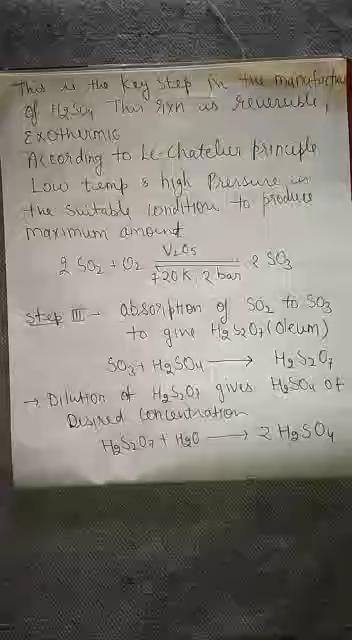 This is the key step in the manufactur
of H2SO4 This rxn is reversible,
Exothermic
According to Le-Chatelier principle
Low temp & high Pressure is
the suitable condition to produce
maximum amount
2 SO2 + O2 V2O5 720K, 2 bar 2 SO3
Step III - absorption of SO2 to SO3
to give H2S2O7 (Oleum)
SO3 + H2SO4 → H2S2O7
→ Dilution of H2S2O7 gives H2SO4 of
Desired concentration
H2S2O7 + H2O → 2 H2SO4